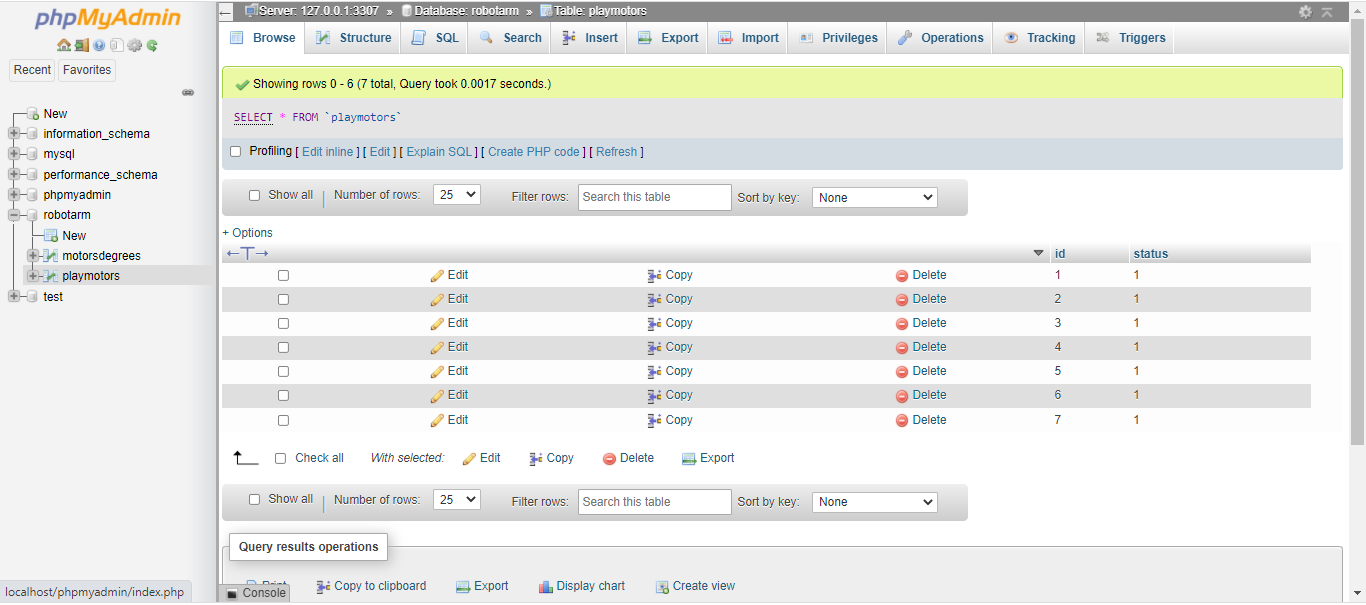 phpMyAdmin
Recent Favorites
New
information_schema
mysql
performance_schema
phpmyadmin
robotarm
New
motorsdegrees
playmotors
test
localhost/phpmyadmin/index.php
Server: 127.0.0.1:3307 » Database: robotarm » Table: playmotors
Browse Structure SQL Search Insert Export Import Privileges Operations Tracking Triggers
Showing rows 0 - 6 (7 total, Query took 0.0017 seconds.)
SELECT * FROM `playmotors`
Profiling [ Edit inline ] [ Edit ] [ Explain SQL ] [ Create PHP code ] [ Refresh ]
Show all | Number of rows: 25 Filter rows: Search this table Sort by key: None
+ Options
←T→ id status
Edit Copy Delete 1 1
Edit Copy Delete 2 1
Edit Copy Delete 3 1
Edit Copy Delete 4 1
Edit Copy Delete 5 1
Edit Copy Delete 6 1
Edit Copy Delete 7 1
Check all With selected: Edit Copy Delete Export
Show all | Number of rows: 25 Filter rows: Search this table Sort by key: None
Query results operations
Print Copy to clipboard Export Display chart Create view
Console